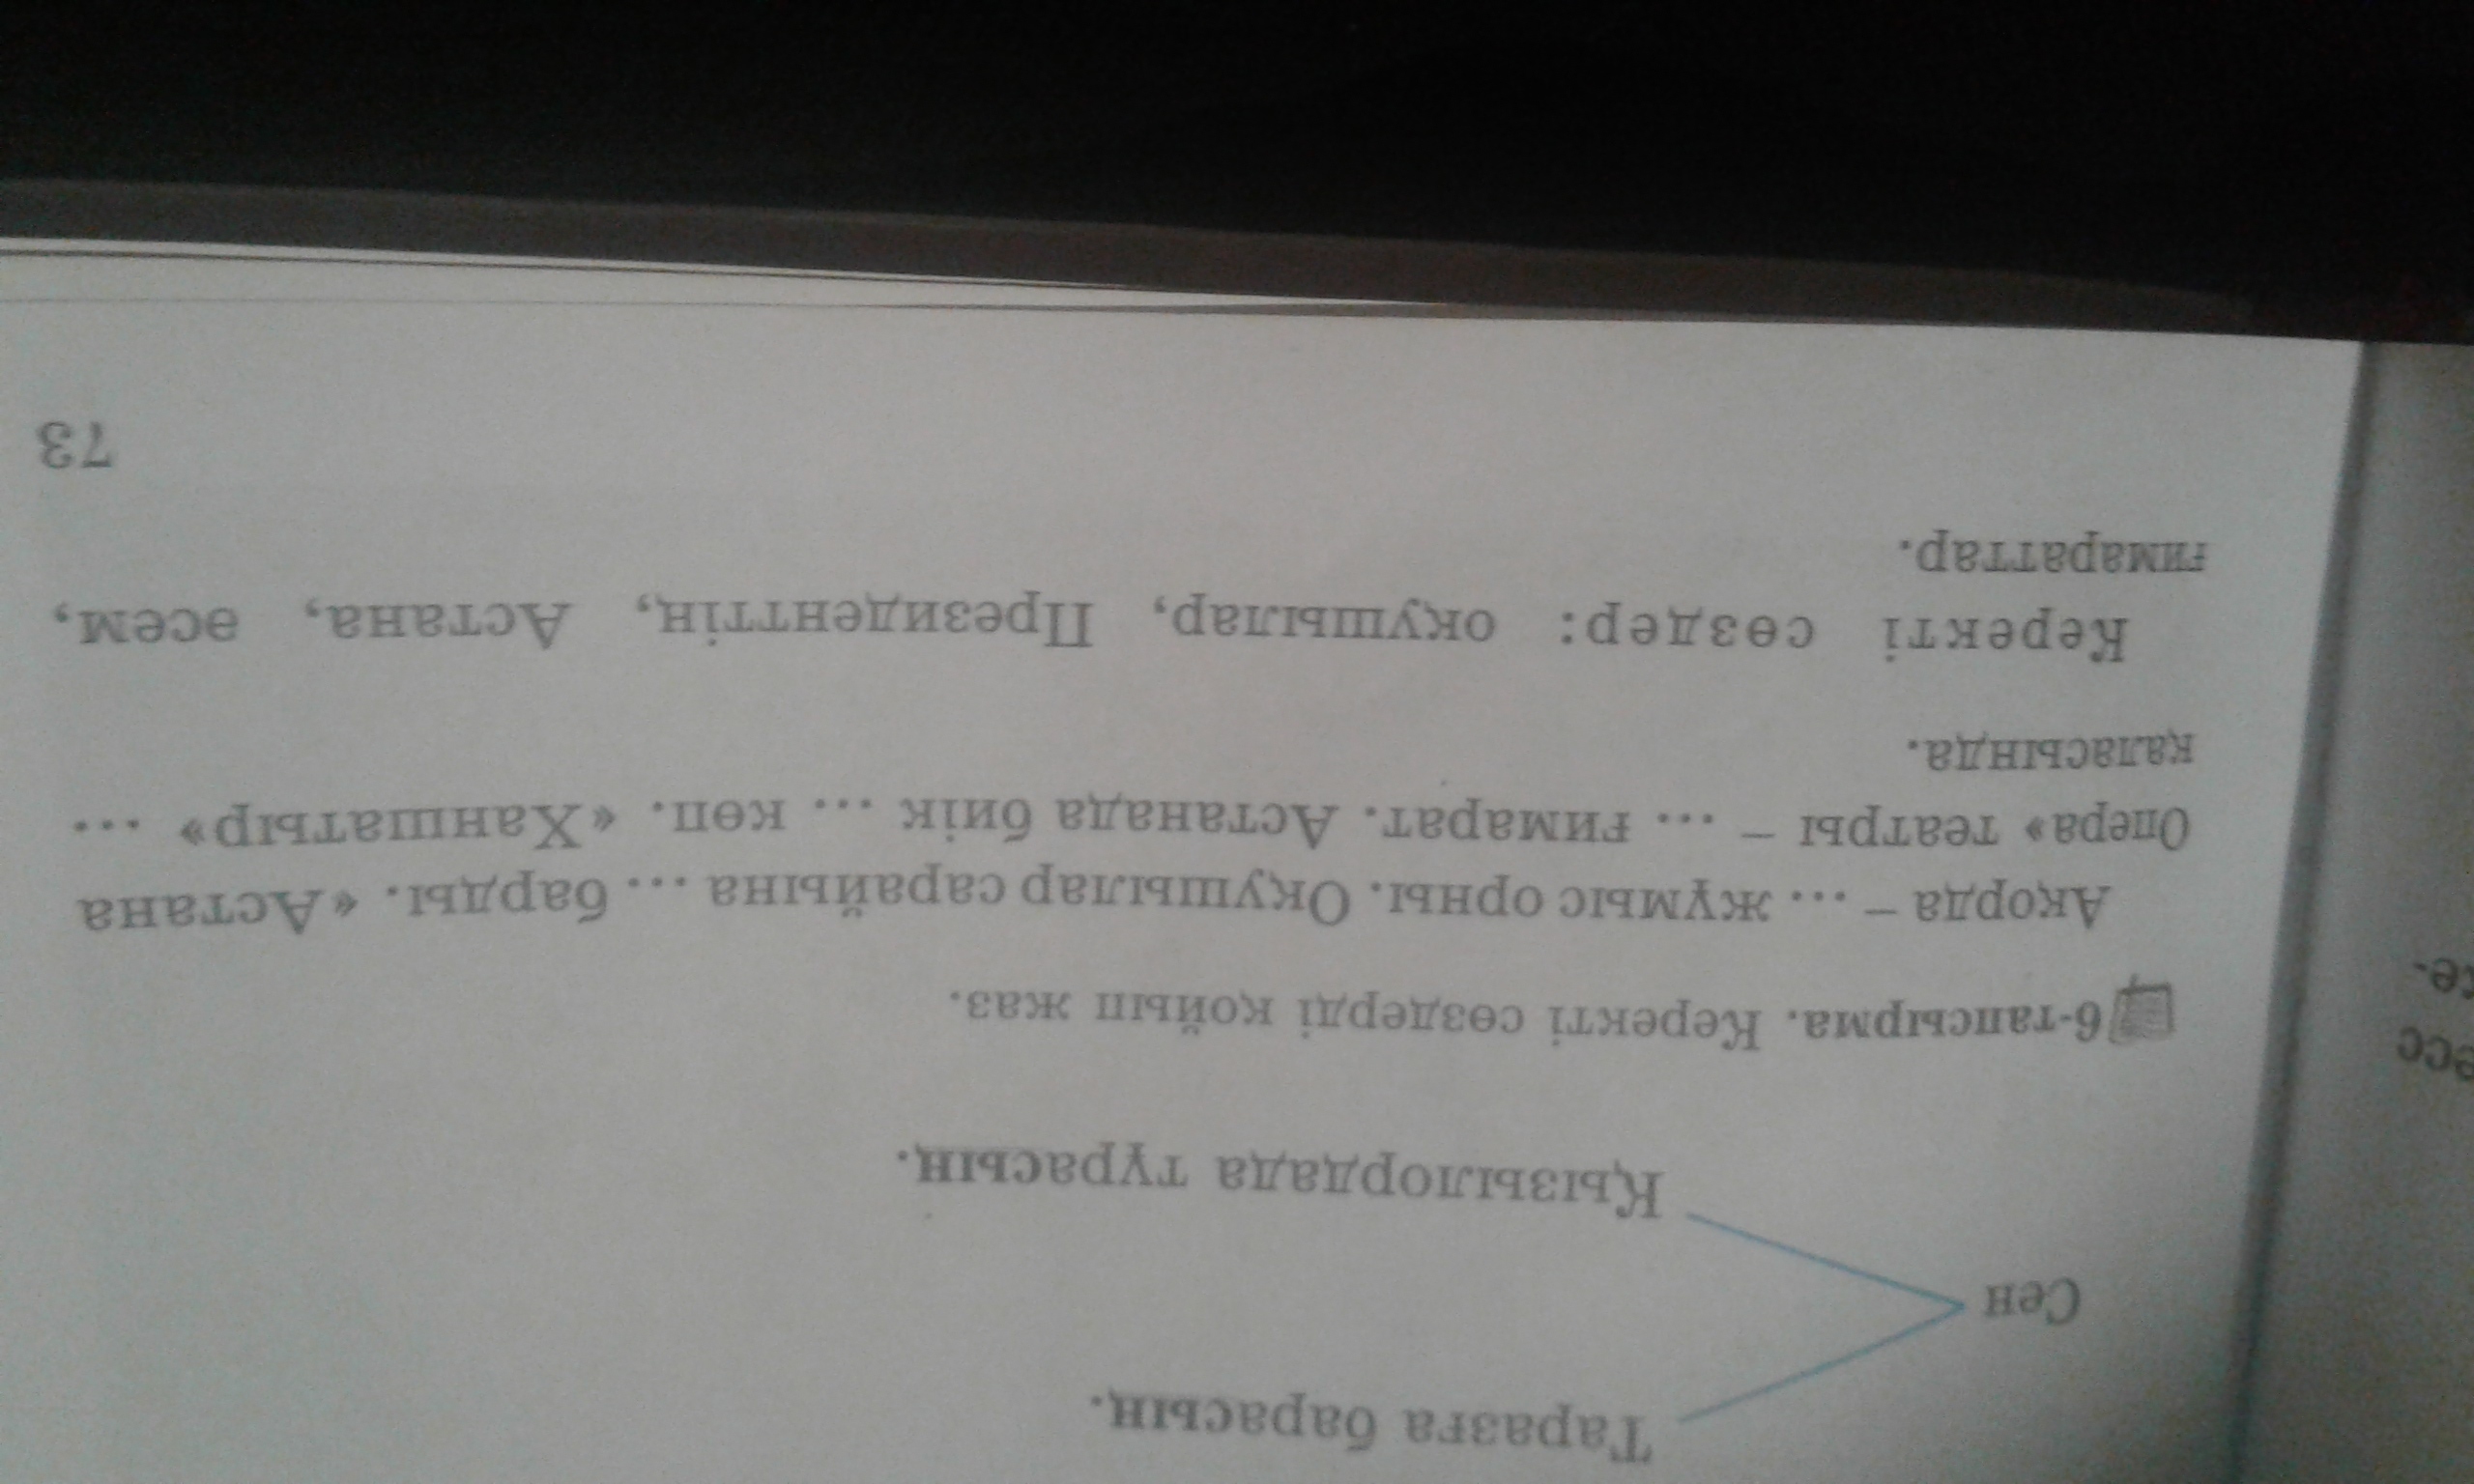 Таразға барасың.
Сен
Қызылордада тұрасың.
6-тапсырма. Керекті сөздерді қойып жаз.
Ақорда – ... жұмыс орны. Оқушылар сарайына ... барды. «Астана
Опера» театры – ... ғимарат. Астанада биік ... көп. «Ханшатыр» ...
қаласында.
Керекті сөздер: оқушылар, Президенттің, Астана, әсем,
ғимараттар.
73